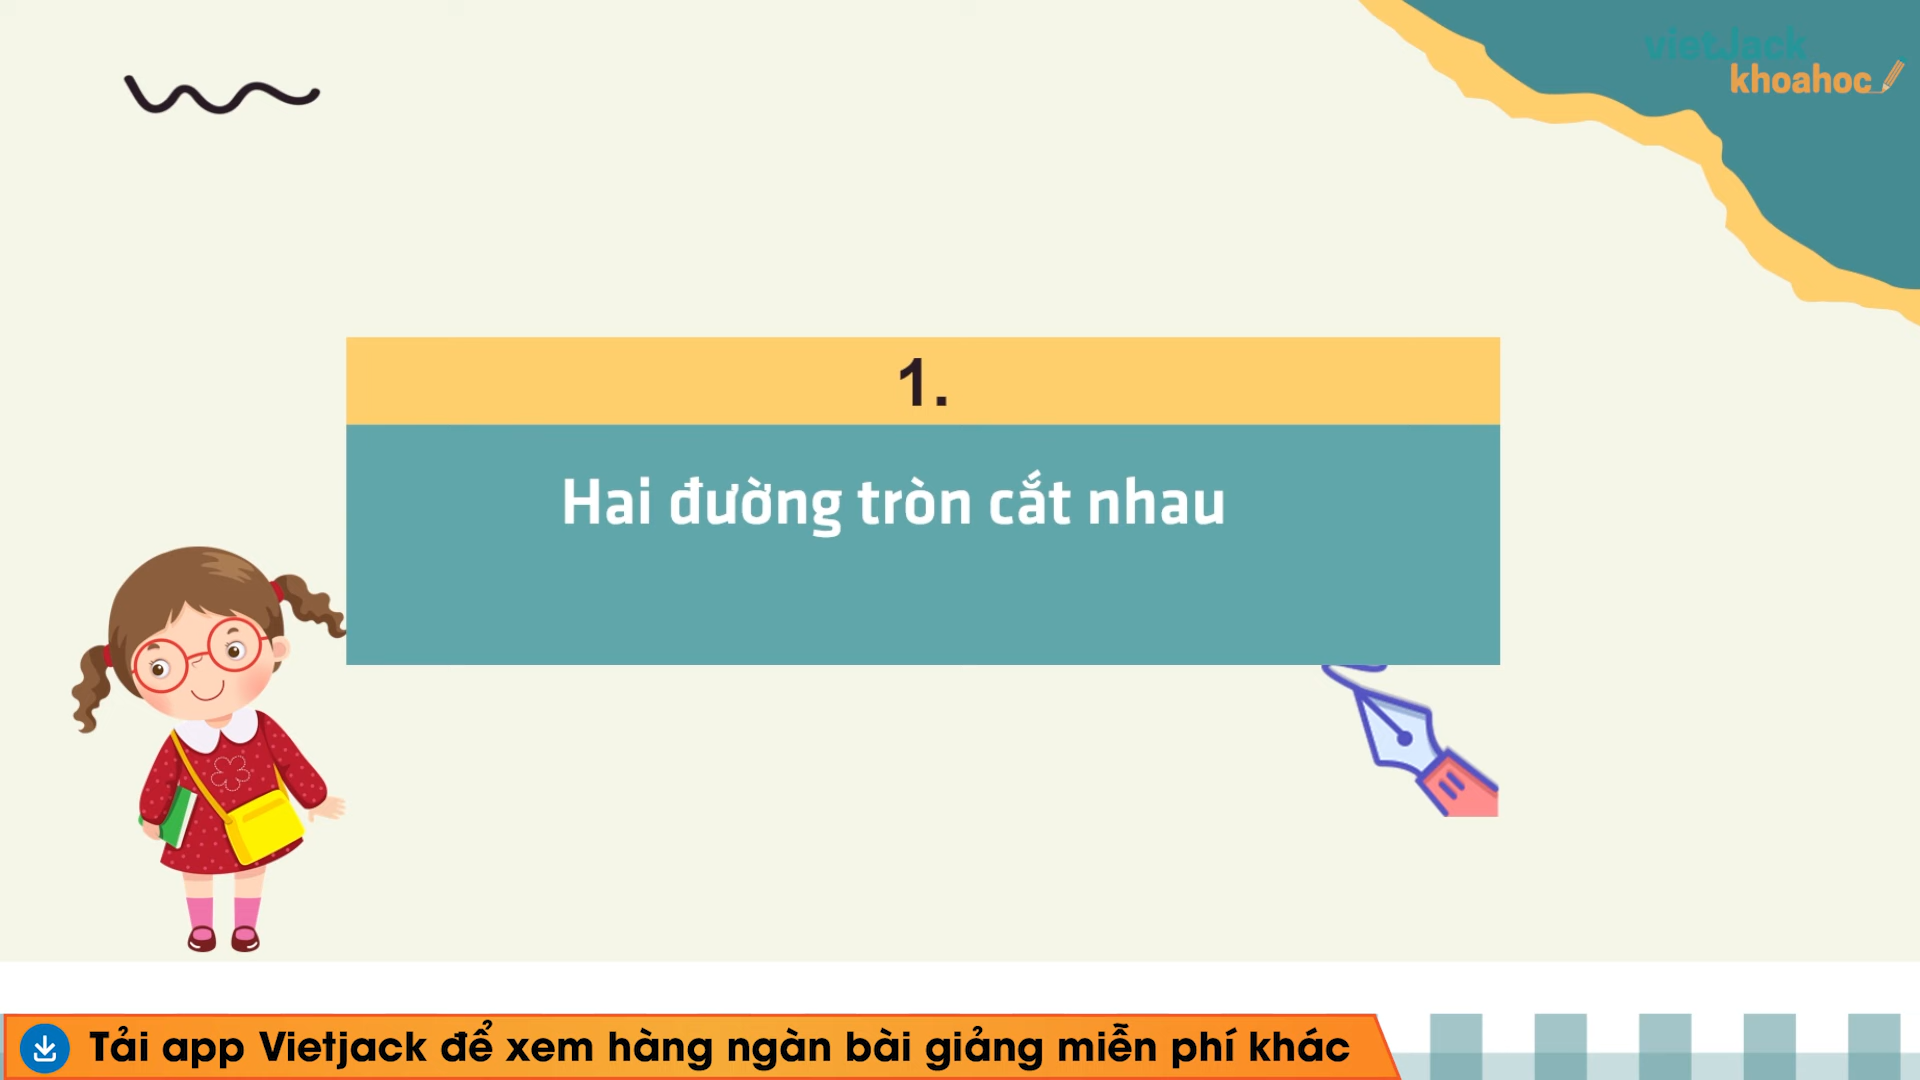 vietJack
khoahoc
1.
Hai đường tròn cắt nhau
Tải app Vietjack để xem hàng ngàn bài giảng miễn phí khác